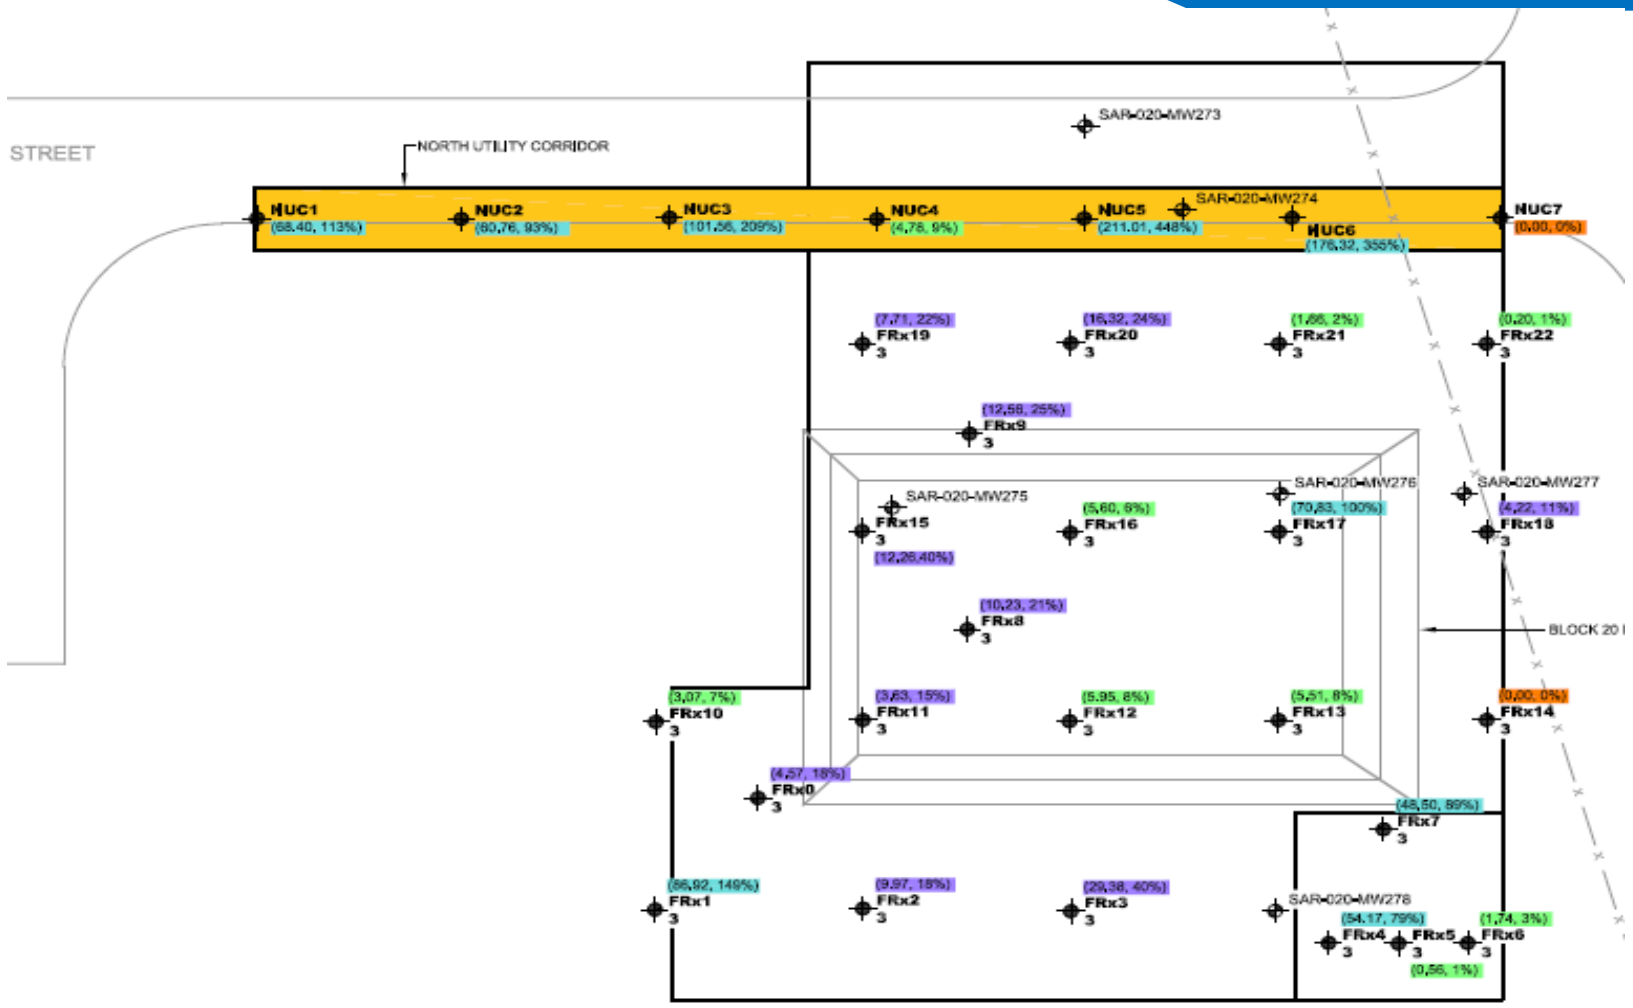 SAR-020-MW273
STREET
NORTH UTILITY CORRIDOR
SAR-020-MW274
NUC1
(68.40, 113%)
NUC2
(60.76, 93%)
NUC3
(101.56, 209%)
NUC4
(4.78, 9%)
NUC5
(211.01, 448%)
NUC6
(176.32, 355%)
NUC7
(0.00, 0%)
(7.71, 22%)
FRx19
3
(16.32, 24%)
FRx20
3
(1.66, 2%)
FRx21
3
(0.20, 1%)
FRx22
3
(12.58, 25%)
FRx9
3
SAR-020-MW275
SAR-020-MW276
SAR-020-MW277
FRx15
3
(12.26,40%)
(5.60, 6%)
FRx16
3
(70.83, 100%)
FRx17
3
(4.22, 11%)
FRx18
3
(10.23, 21%)
FRx8
3
BLOCK 20
(3.07, 7%)
FRx10
3
(3.63, 15%)
FRx11
3
(5.95, 8%)
FRx12
3
(5.51, 8%)
FRx13
3
(0.00, 0%)
FRx14
3
(4.57, 18%)
FRx0
3
(48.50, 89%)
FRx7
3
(86.92, 149%)
FRx1
3
(9.97, 18%)
FRx2
3
(29.38, 40%)
FRx3
3
SAR-020-MW278
(54.17, 79%)
FRx4
3
FRx5
3
(0.56, 1%)
(1.74, 3%)
FRx6
3